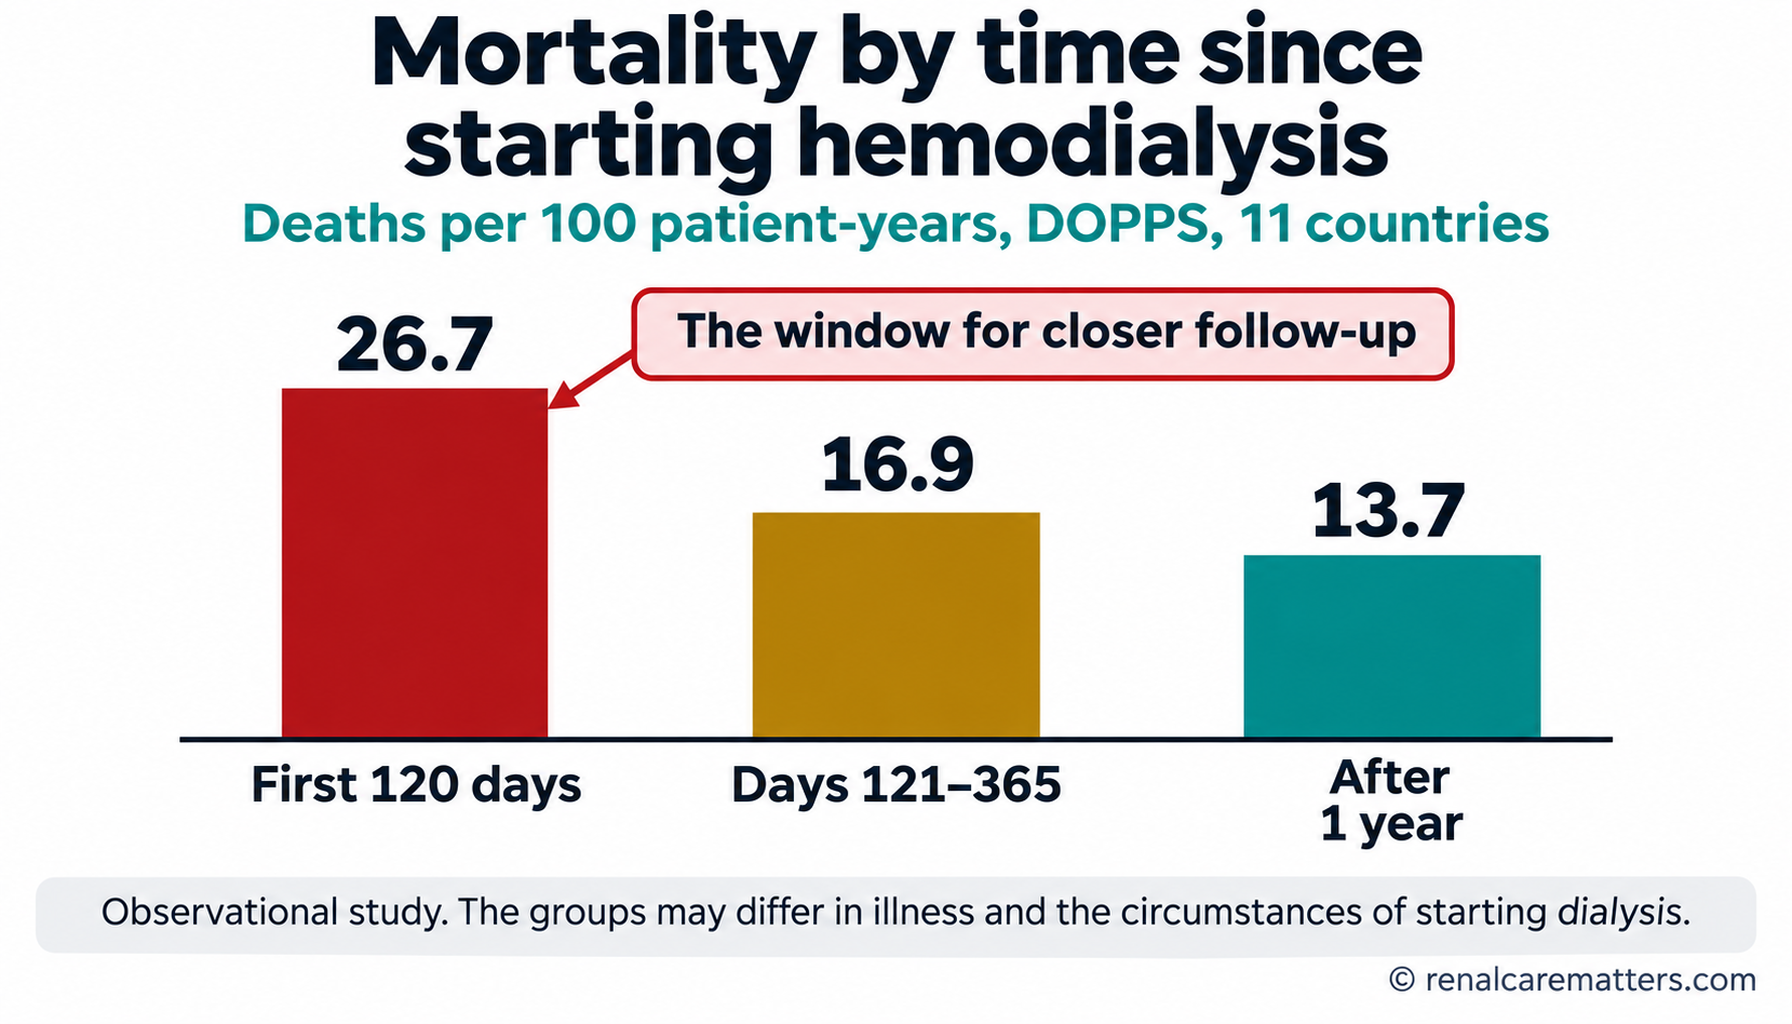 Mortality by time since
starting hemodialysis
Deaths per 100 patient-years, DOPPS, 11 countries
The window for closer follow-up
26.7
16.9
13.7
First 120 days
Days 121–365
After
1 year
Observational study. The groups may differ in illness and the circumstances of starting dialysis.
© renalcarematters.com